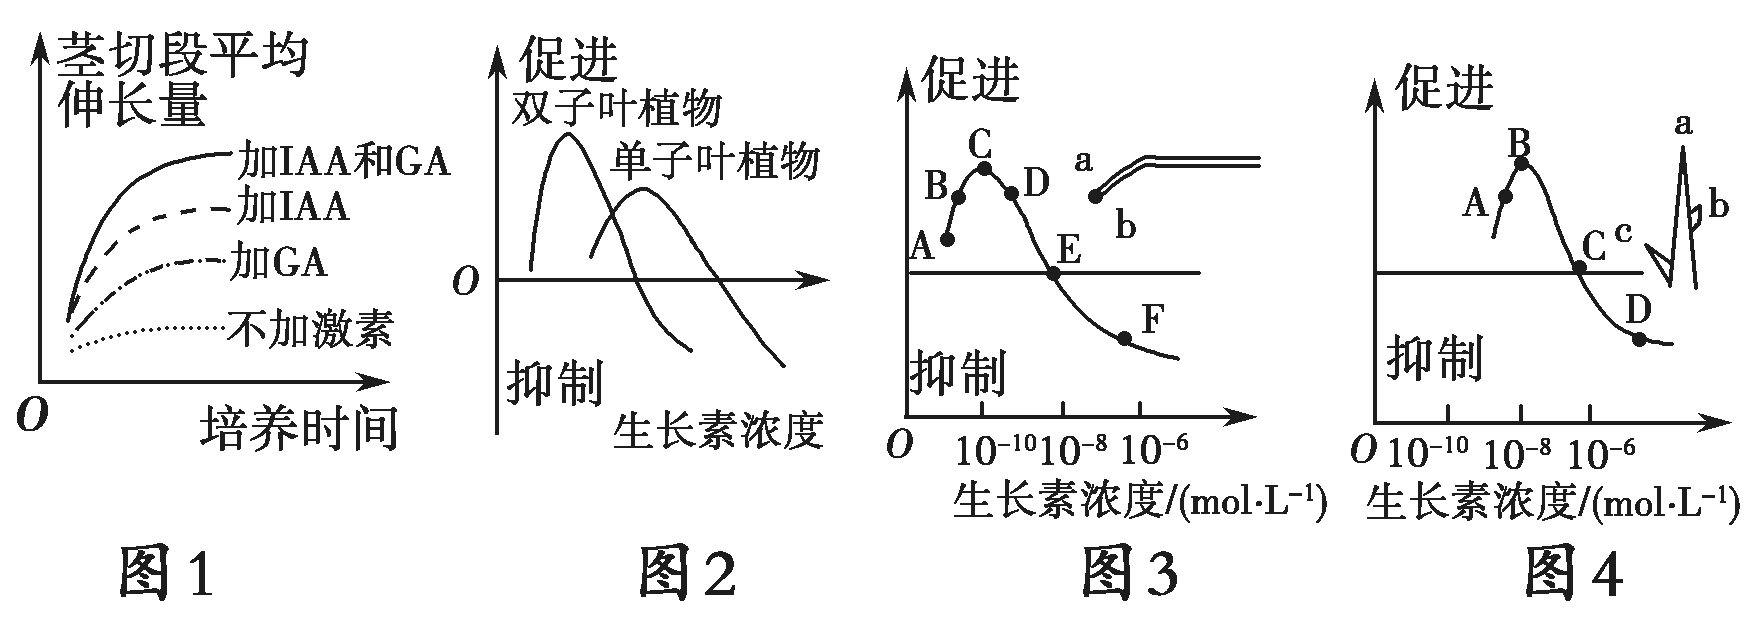 茎切段平均
伸长量
加IAA和GA
加IAA
加GA
不加激素
O
培养时间
图1
促进
双子叶植物
单子叶植物
O
抑制
生长素浓度
图2
促进
C
B
D
A
E
F
a
b
抑制
O
10⁻¹⁰
10⁻⁸
10⁻⁶
生长素浓度/(mol·L⁻¹)
图3
促进
B
A
C
D
a
b
c
抑制
O
10⁻¹⁰
10⁻⁸
10⁻⁶
生长素浓度/(mol·L⁻¹)
图4